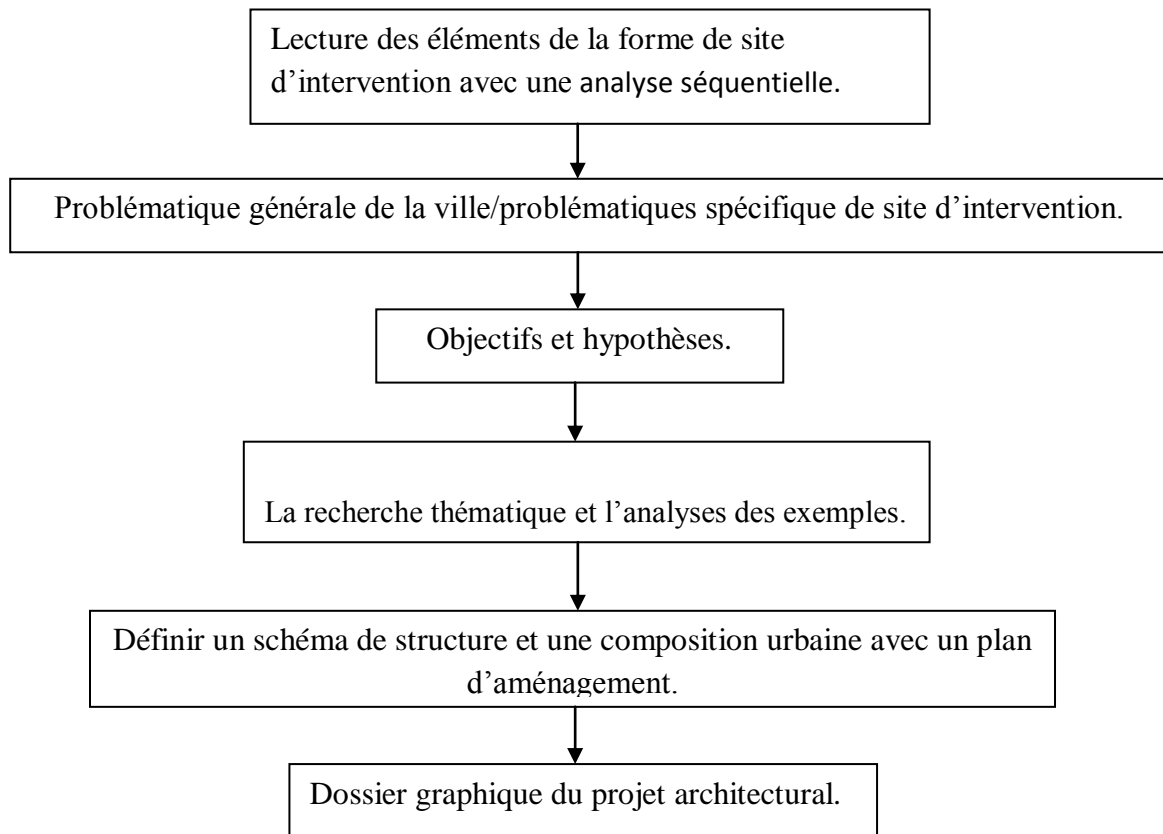 Lecture des éléments de la forme de site
d’intervention avec une analyse séquentielle.
Problématique générale de la ville/problématiques spécifique de site d’intervention.
Objectifs et hypothèses.
La recherche thématique et l’analyses des exemples.
Définir un schéma de structure et une composition urbaine avec un plan
d’aménagement.
Dossier graphique du projet architectural.